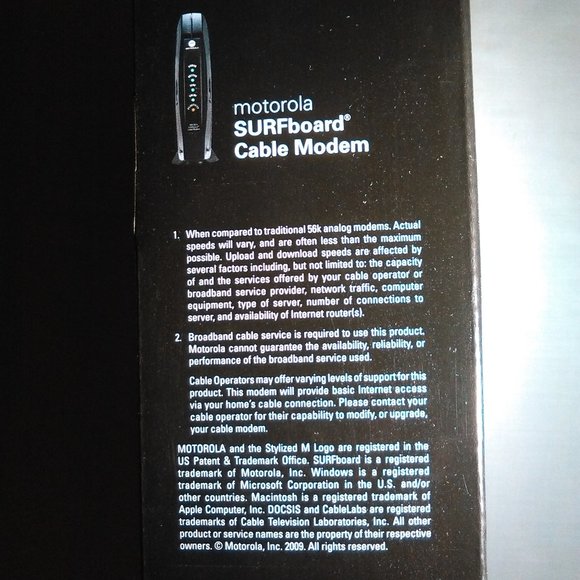 motorola
SURFboard®
Cable Modem
1. When compared to traditional 56k analog modems. Actual
speeds will vary, and are often less than the maximum
possible. Upload and download speeds are affected by
several factors including, but not limited to: the capacity
of and the services offered by your cable operator or
broadband service provider, network traffic, computer
equipment, type of server, number of connections to
server, and availability of Internet router(s).
2. Broadband cable service is required to use this product.
Motorola cannot guarantee the availability, reliability, or
performance of the broadband service used.
Cable Operators may offer varying levels of support for this
product. This modem will provide basic Internet access
via your home's cable connection. Please contact your
cable operator for their capability to modify, or upgrade,
your cable modem.
MOTOROLA and the Stylized M Logo are registered in the
US Patent & Trademark Office. SURFboard is a registered
trademark of Motorola, Inc. Windows is a registered
trademark of Microsoft Corporation in the U.S. and/or
other countries. Macintosh is a registered trademark of
Apple Computer, Inc. DOCSIS and CableLabs are registered
trademarks of Cable Television Laboratories, Inc. All other
product or service names are the property of their respective
owners. © Motorola, Inc. 2009. All rights reserved.